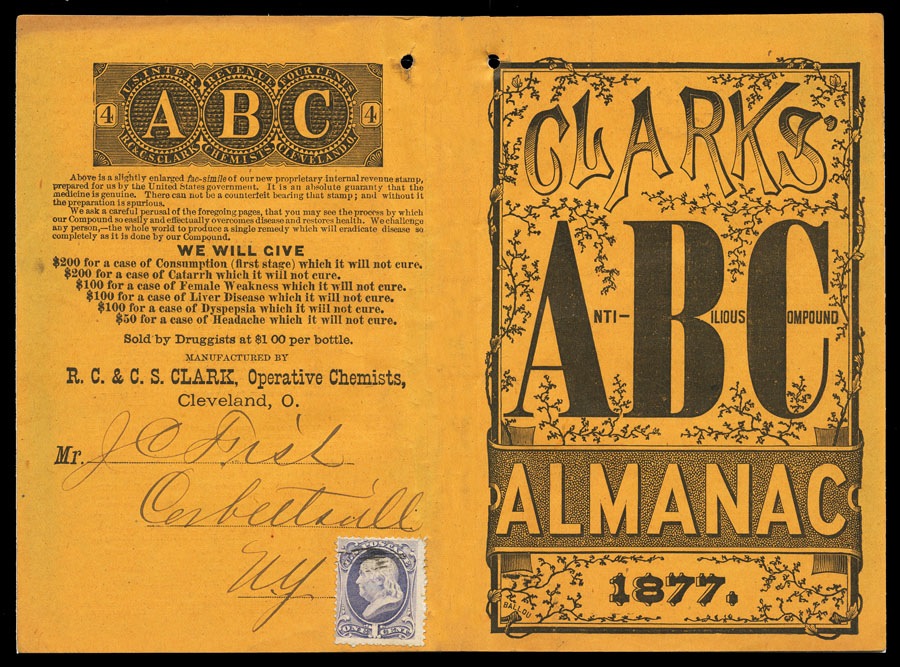 U.S. INTER. REVENUE FOUR CENTS
4 A B C 4
R.C.& C.S. CLARK CHEMISTS CLEVELAND, O.
Above is a slightly enlarged fac-simile of our new proprietary internal revenue stamp,
prepared for us by the United States government. It is an absolute guaranty that the
medicine is genuine. There can not be a counterfeit bearing that stamp; and without it
the preparation is spurious.
We ask a careful perusal of the foregoing pages, that you may see the process by which
our Compound so easily and effectually overcomes disease and restores health. We challenge
any person,—the whole world to produce a single remedy which will eradicate disease so
completely as it is done by our Compound.
WE WILL GIVE
$200 for a case of Consumption (first stage) which it will not cure.
$200 for a case of Catarrh which it will not cure.
$100 for a case of Female Weakness which it will not cure.
$100 for a case of Liver Disease which it will not cure.
$100 for a case of Dyspepsia which it will not cure.
$50 for a case of Headache which it will not cure.
Sold by Druggists at $1 00 per bottle.
MANUFACTURED BY
R. C. & C. S. CLARK, Operative Chemists,
Cleveland, O.
Mr. J C Frish
Corbettsvill
NY
ONE 1 CENT
CLARKS'
ABC
ANTI-BILIOUS COMPOUND
ALMANAC
1877.
BALLOU